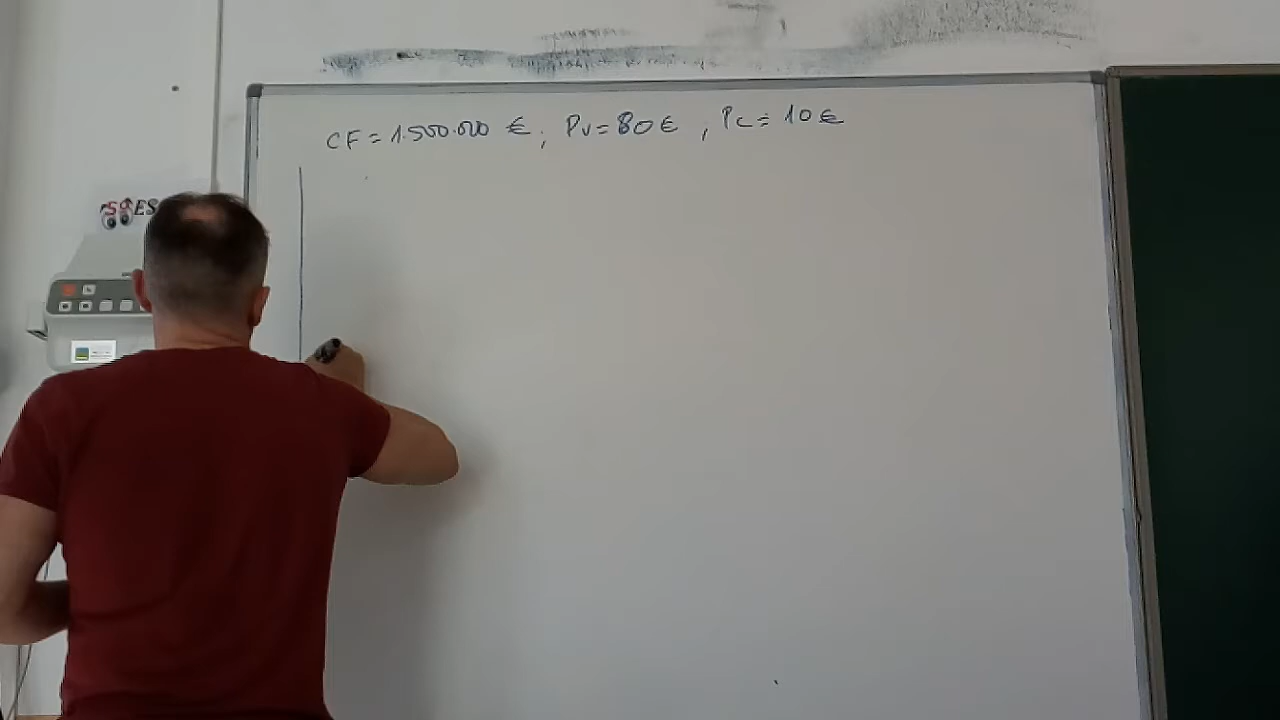 CF = 1.500.000 € ; Pv = 80 € , Pc = 10 €